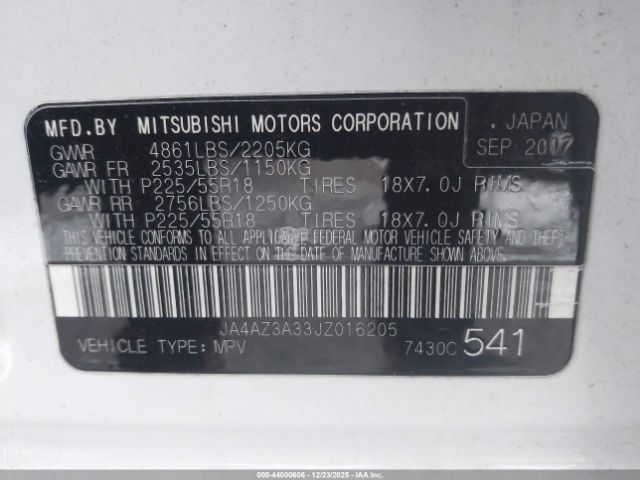 MFD.BY MITSUBISHI MOTORS CORPORATION , JAPAN
GVWR 4861LBS/2205KG SEP 2017
GAWR FR 2535LBS/1150KG
WITH P225/55R18 TIRES 18X7.0J RIMS
GAWR RR 2756LBS/1250KG
WITH P225/55R18 TIRES 18X7.0J RIMS
THIS VEHICLE CONFORMS TO ALL APPLICABLE FEDERAL MOTOR VEHICLE SAFETY AND THEFT
PREVENTION STANDARDS IN EFFECT ON THE DATE OF MANUFACTURE SHOWN ABOVE.
JA4AZ3A33JZ016205
VEHICLE TYPE: MPV 7430C 541
000-44000606 - 12/23/2025 - IAAI.COM